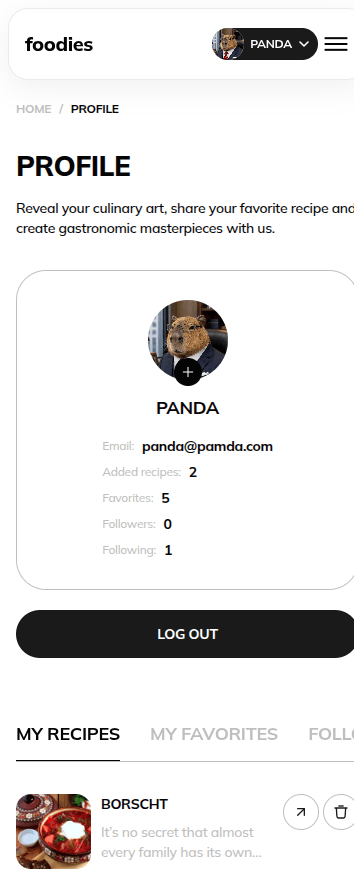 foodies
PANDA
HOME / PROFILE
PROFILE
Reveal your culinary art, share your favorite recipe and
create gastronomic masterpieces with us.
PANDA
Email: panda@pamda.com
Added recipes: 2
Favorites: 5
Followers: 0
Following: 1
LOG OUT
MY RECIPES MY FAVORITES FOLLO
BORSCHT
It's no secret that almost
every family has its own...